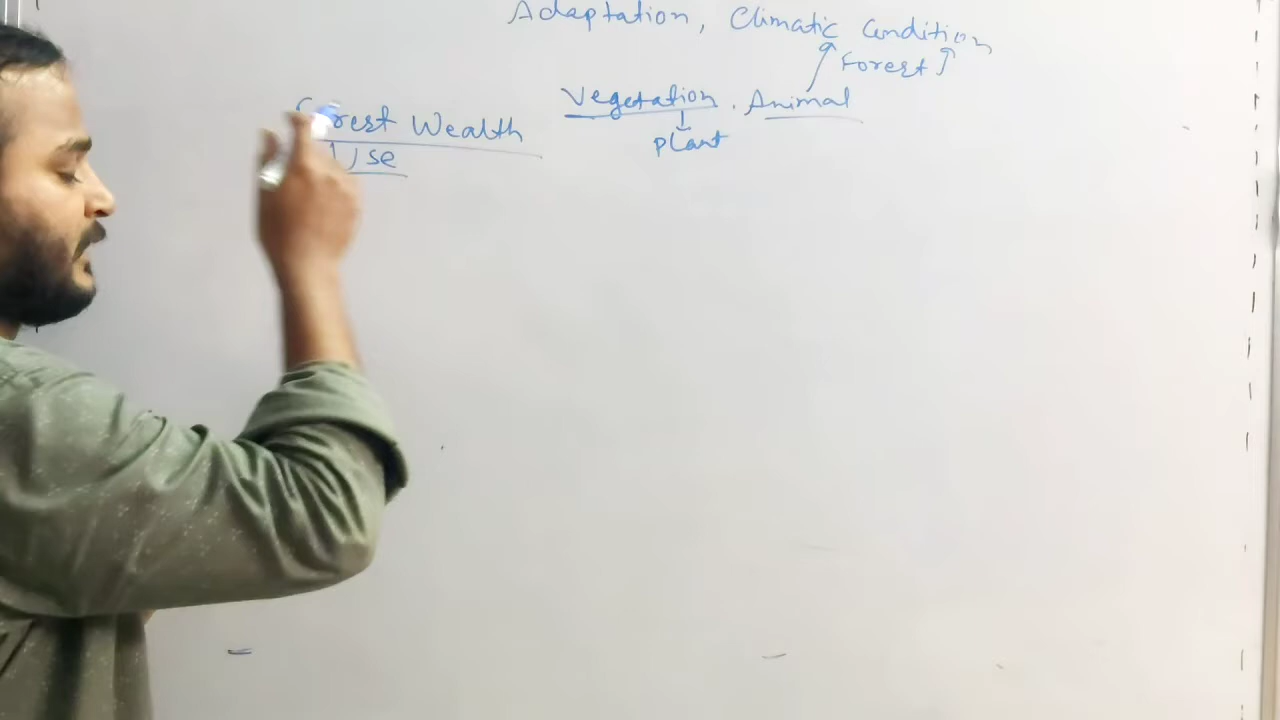 Adaptation, Climatic Condition
Forest
Vegetation. Animal
Forest Wealth
plant
Use